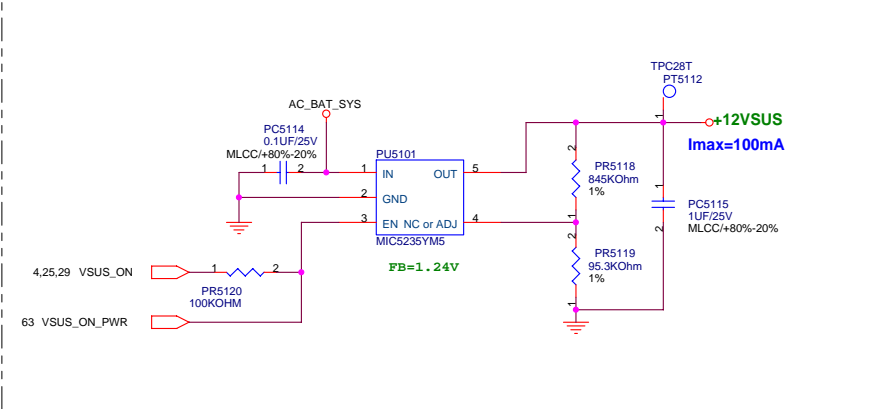 TPC28T
PT5112
1
+12VSUS
Imax=100mA
AC_BAT_SYS
PC5114
0.1UF/25V
MLCC/+80%-20%
1 2
PU5101
1 IN OUT 5
2 GND
3 EN NC or ADJ 4
MIC5235YM5
FB=1.24V
2
PR5118
845KOhm
1%
1
2
PR5119
95.3KOhm
1%
1
1
PC5115
1UF/25V
MLCC/+80%-20%
2
4,25,29 VSUS_ON
1 2
PR5120
100KOHM
63 VSUS_ON_PWR